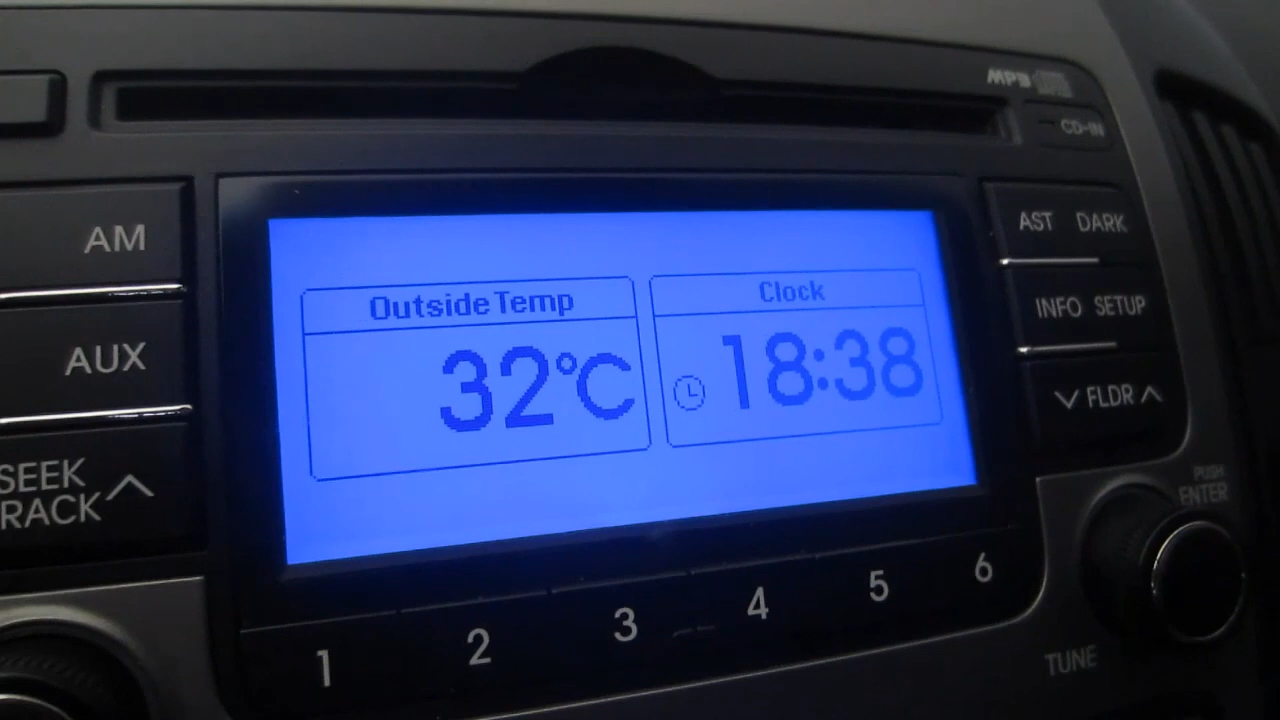 MP3
CD-IN
AM
AUX
SEEK
RACK
Outside Temp
32°C
Clock
18:38
AST DARK
INFO SETUP
FLDR
PUSH
ENTER
TUNE
1 2 3 4 5 6